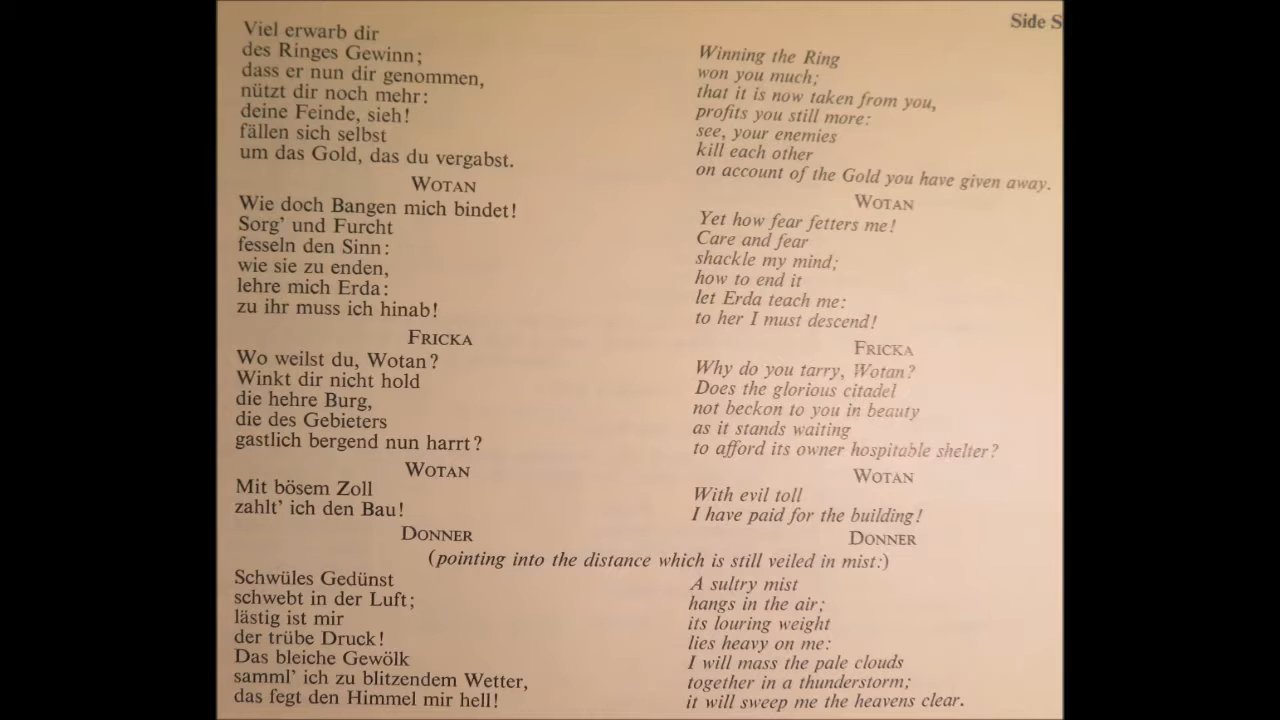 Side S
Viel erwarb dir
des Ringes Gewinn;
dass er nun dir genommen,
nützt dir noch mehr:
deine Feinde, sieh!
fällen sich selbst
um das Gold, das du vergabst.
WOTAN
Wie doch Bangen mich bindet!
Sorg' und Furcht
fesseln den Sinn:
wie sie zu enden,
lehre mich Erda:
zu ihr muss ich hinab!
FRICKA
Wo weilst du, Wotan?
Winkt dir nicht hold
die hehre Burg,
die des Gebieters
gastlich bergend nun harrt?
WOTAN
Mit bösem Zoll
zahlt' ich den Bau!
DONNER
Winning the Ring
won you much;
that it is now taken from you,
profits you still more:
see, your enemies
kill each other
on account of the Gold you have given away.
WOTAN
Yet how fear fetters me!
Care and fear
shackle my mind;
how to end it
let Erda teach me:
to her I must descend!
FRICKA
Why do you tarry, Wotan?
Does the glorious citadel
not beckon to you in beauty
as it stands waiting
to afford its owner hospitable shelter?
WOTAN
With evil toll
I have paid for the building!
DONNER
(pointing into the distance which is still veiled in mist:)
Schwüles Gedünst
schwebt in der Luft;
lästig ist mir
der trübe Druck!
Das bleiche Gewölk
samml' ich zu blitzendem Wetter,
das fegt den Himmel mir hell!
A sultry mist
hangs in the air;
its louring weight
lies heavy on me:
I will mass the pale clouds
together in a thunderstorm;
it will sweep me the heavens clear.